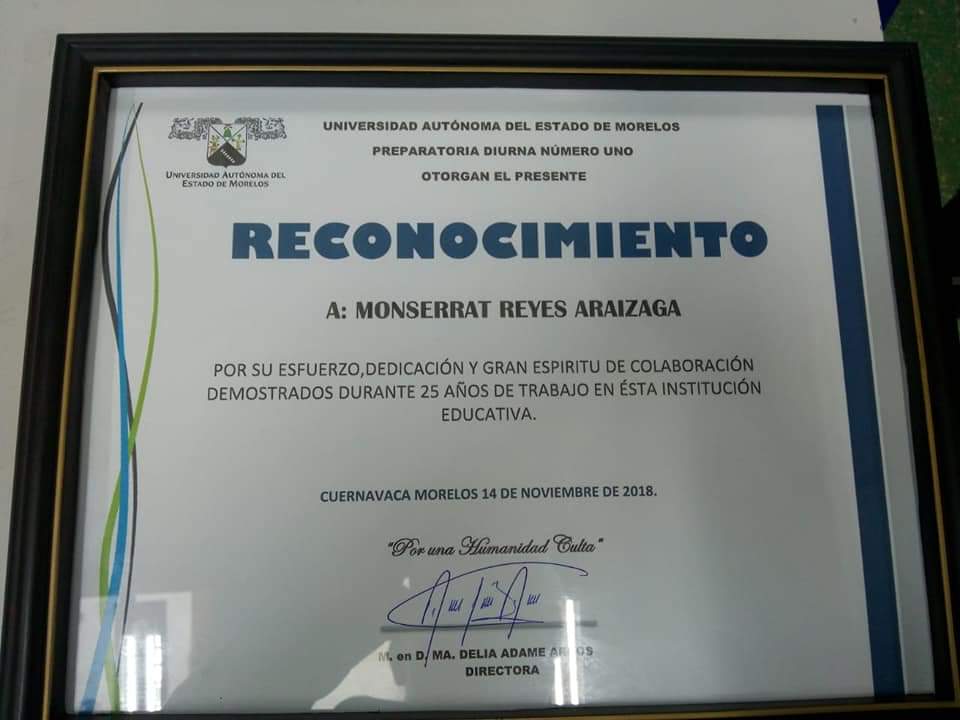 UNIVERSIDAD AUTÓNOMA DEL ESTADO DE MORELOS
UNIVERSIDAD AUTÓNOMA DEL
ESTADO DE MORELOS
PREPARATORIA DIURNA NÚMERO UNO
OTORGAN EL PRESENTE
RECONOCIMIENTO
A: MONSERRAT REYES ARAIZAGA
POR SU ESFUERZO,DEDICACIÓN Y GRAN ESPIRITU DE COLABORACIÓN
DEMOSTRADOS DURANTE 25 AÑOS DE TRABAJO EN ÉSTA INSTITUCIÓN
EDUCATIVA.
CUERNAVACA MORELOS 14 DE NOVIEMBRE DE 2018.
"Por una Humanidad Culta"
M. en D. MA. DELIA ADAME
DIRECTORA